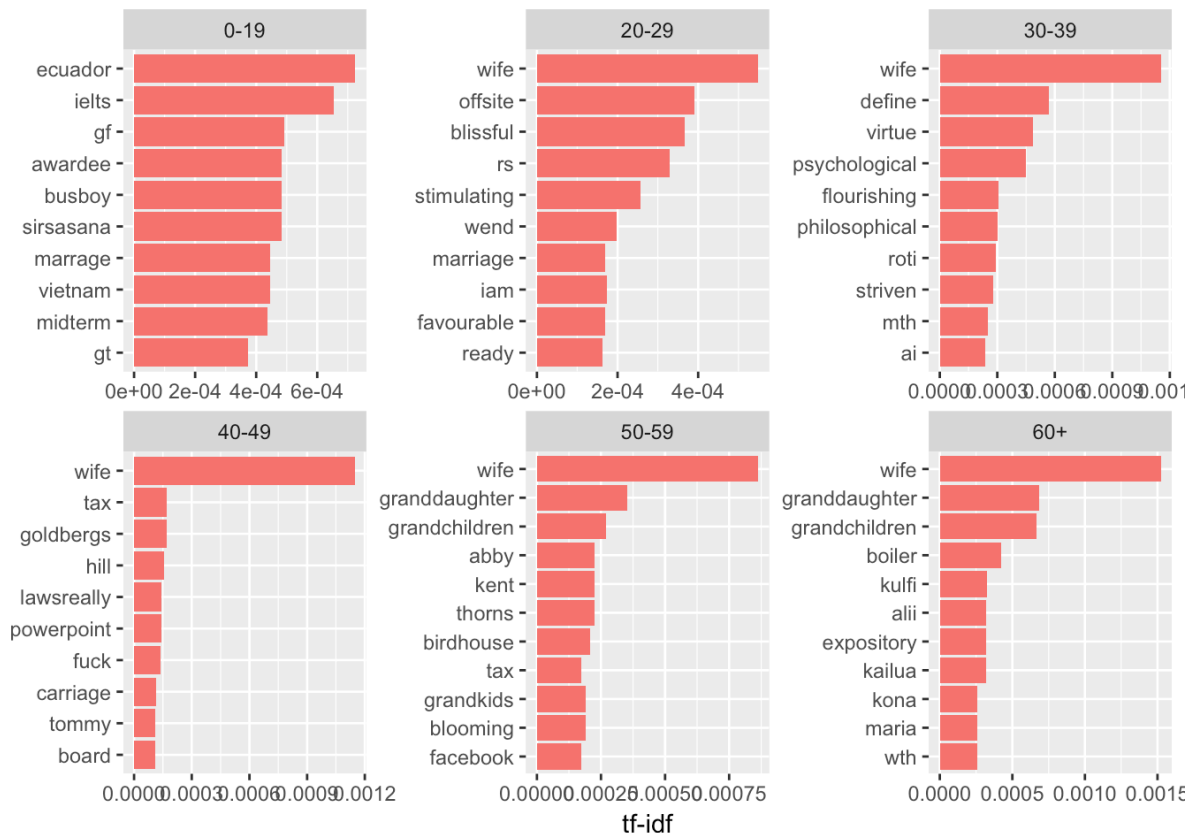 0-19
20-29
30-39
ecuador
ielts
gf
awardee
busboy
sirsasana
marrage
vietnam
midterm
gt
0e+00 2e-04 4e-04 6e-04
wife
offsite
blissful
rs
stimulating
wend
marriage
iam
favourable
ready
0e+00 2e-04 4e-04
wife
define
virtue
psychological
flourishing
philosophical
roti
striven
mth
ai
0.0000 0.0003 0.0006 0.0009 0.001
40-49
50-59
60+
wife
tax
goldbergs
hill
lawsreally
powerpoint
fuck
carriage
tommy
board
0.0000 0.0003 0.0006 0.0009 0.0012
wife
granddaughter
grandchildren
abby
kent
thorns
birdhouse
tax
grandkids
blooming
facebook
0.00000 0.00025 0.00050 0.00075
wife
granddaughter
grandchildren
boiler
kulfi
alii
expository
kailua
kona
maria
wth
0.0000 0.0005 0.0010 0.0015
tf-idf